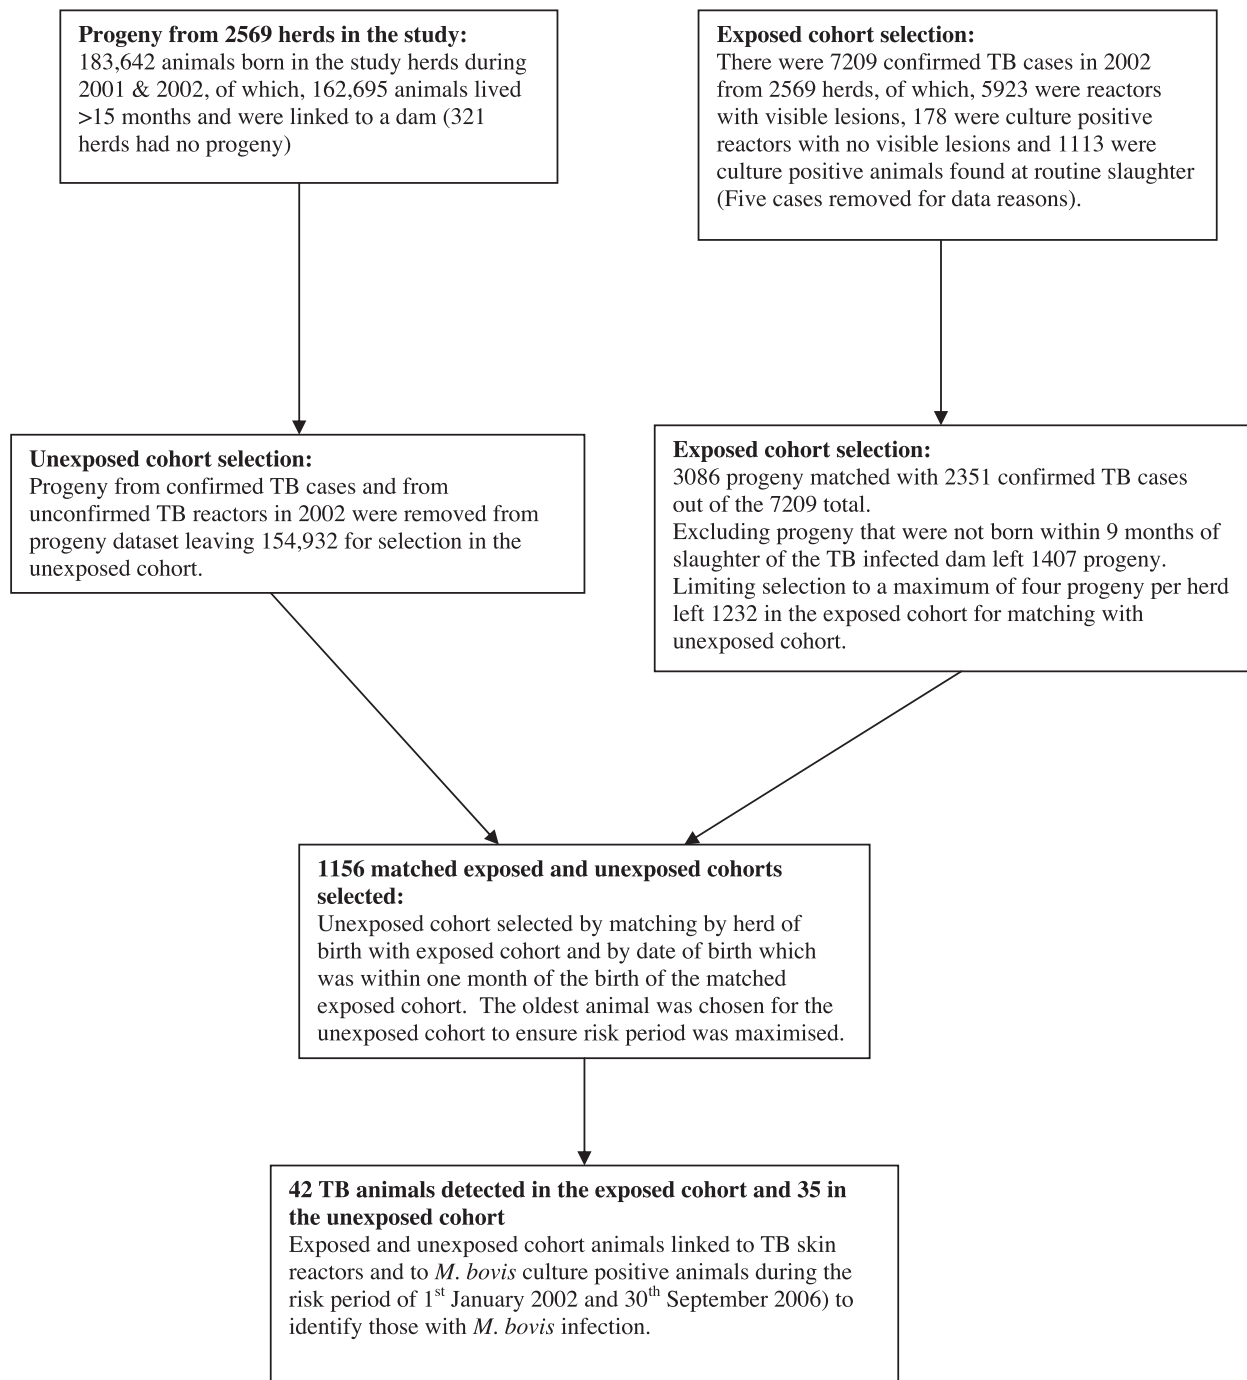 Progeny from 2569 herds in the study:
183,642 animals born in the study herds during
2001 & 2002, of which, 162,695 animals lived
>15 months and were linked to a dam (321
herds had no progeny)
Exposed cohort selection:
There were 7209 confirmed TB cases in 2002
from 2569 herds, of which, 5923 were reactors
with visible lesions, 178 were culture positive
reactors with no visible lesions and 1113 were
culture positive animals found at routine slaughter
(Five cases removed for data reasons).
Unexposed cohort selection:
Progeny from confirmed TB cases and from
unconfirmed TB reactors in 2002 were removed from
progeny dataset leaving 154,932 for selection in the
unexposed cohort.
Exposed cohort selection:
3086 progeny matched with 2351 confirmed TB cases
out of the 7209 total.
Excluding progeny that were not born within 9 months of
slaughter of the TB infected dam left 1407 progeny.
Limiting selection to a maximum of four progeny per herd
left 1232 in the exposed cohort for matching with
unexposed cohort.
1156 matched exposed and unexposed cohorts
selected:
Unexposed cohort selected by matching by herd of
birth with exposed cohort and by date of birth which
was within one month of the birth of the matched
exposed cohort.  The oldest animal was chosen for the
unexposed cohort to ensure risk period was maximised.
42 TB animals detected in the exposed cohort and 35 in
the unexposed cohort
Exposed and unexposed cohort animals linked to TB skin
reactors and to M. bovis culture positive animals during the
risk period of 1st January 2002 and 30th September 2006) to
identify those with M. bovis infection.